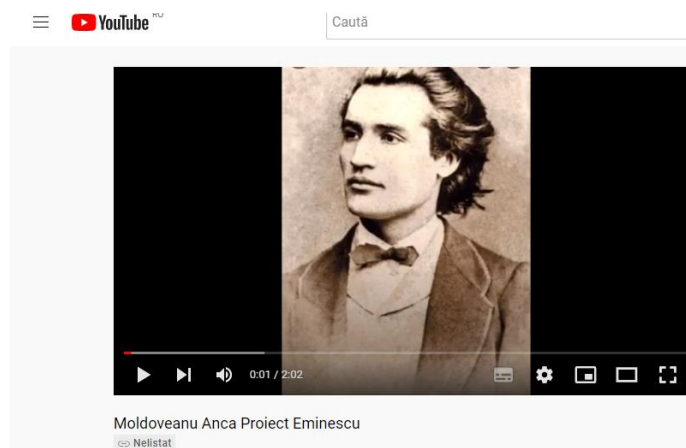 YouTube RO
Caută
0:01 / 2:02
Moldoveanu Anca Proiect Eminescu
Nelistat